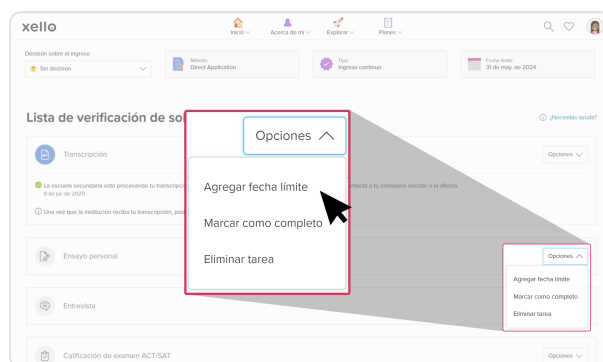 xello
Inicio
Acerca de mí
Explorar
Planes
Decisión sobre el ingreso
Sin decisión
Método
Direct Application
Tipo
Ingreso continuo
Fecha límite
31 de may. de 2024
Lista de verificación de so
¿Necesitas ayuda?
Opciones
Transcripción
Opciones
La escuela secundaria está procesando tu transcripci
ntacta a tu consejero escolar o la oficina.
8 de jul. de 2020
Una vez que la institución reciba tu transcripción, pod
Agregar fecha límite
Marcar como completo
Eliminar tarea
Ensayo personal
Opciones
Agregar fecha límite
Marcar como completo
Eliminar tarea
Entrevista
Calificación de examen ACT/SAT
Opciones